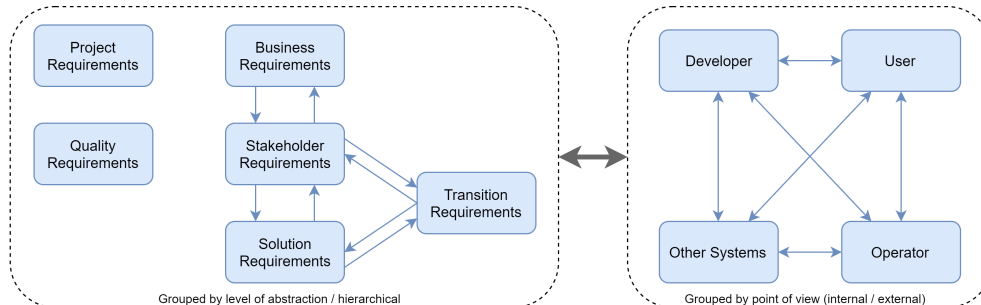 Project
Requirements
Business
Requirements
Quality
Requirements
Stakeholder
Requirements
Transition
Requirements
Solution
Requirements
Grouped by level of abstraction / hierarchical
Developer
User
Other Systems
Operator
Grouped by point of view (internal / external)